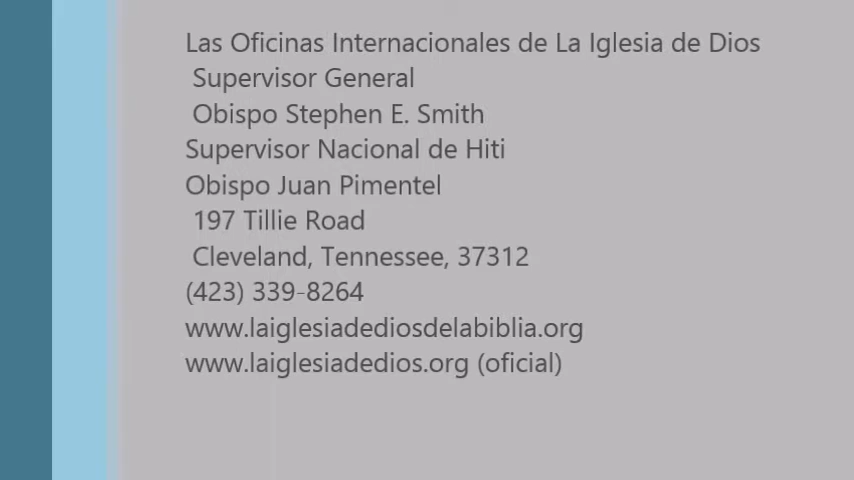 Las Oficinas Internacionales de La Iglesia de Dios
Supervisor General
Obispo Stephen E. Smith
Supervisor Nacional de Hiti
Obispo Juan Pimentel
197 Tillie Road
Cleveland, Tennessee, 37312
(423) 339-8264
www.laiglesiadediosdelabiblia.org
www.laiglesiadedios.org (oficial)